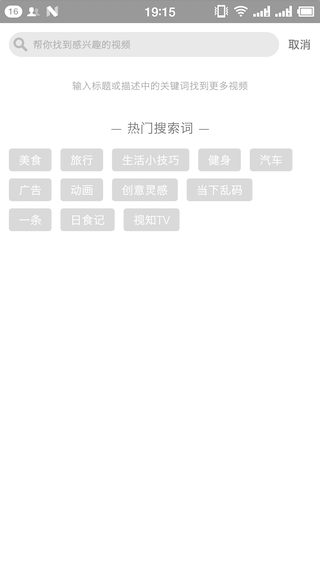 16 19:15
帮你找到感兴趣的视频 取消
输入标题或描述中的关键词找到更多视频
— 热门搜索词 —
美食 旅行 生活小技巧 健身 汽车
广告 动画 创意灵感 当下乱码
一条 日食记 视知TV